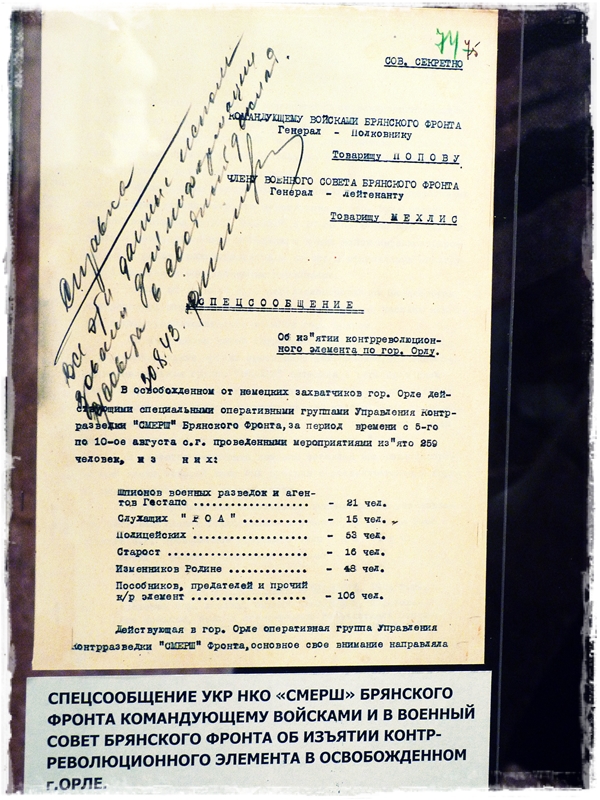 74 75
СОВ. СЕКРЕТНО
КОМАНДУЮЩЕМУ ВОЙСКАМИ БРЯНСКОГО ФРОНТА
Генерал - Полковнику
Товарищу ПОПОВУ
ЧЛЕНУ ВОЕННОГО СОВЕТА БРЯНСКОГО ФРОНТА
Генерал - Лейтенанту
Товарищу МЕХЛИС
Справка
Все эти данные
30.8.43.
СПЕЦСООБЩЕНИЕ
Об из"ятии контрреволюцион-
ного элемента по гор. Орлу.
В освобожденном от немецких захватчиков гор. Орле дей-
ствующими специальными оперативными группами Управления Контр-
разведки "СМЕРШ" Брянского Фронта, за период времени с 5-го
по 10-ое августа с.г. проведенными мероприятиями из"ято 259
человек, из них:
Шпионов военных разведок и аген-
тов Гестапо .................... - 21 чел.
Служащих "РОА" ........... - 15 чел.
Полицейских .................... - 53 чел.
Старост ........................ - 16 чел.
Изменников Родине .............. - 48 чел.
Пособников, предателей и прочий
к/р элемент .................... - 106 чел.
Действующая в гор. Орле оперативная группа Управления
Контрразведки "СМЕРШ" Фронта, основное свое внимание направляла
СПЕЦСООБЩЕНИЕ УКР НКО «СМЕРШ» БРЯНСКОГО
ФРОНТА КОМАНДУЮЩЕМУ ВОЙСКАМИ И В ВОЕННЫЙ
СОВЕТ БРЯНСКОГО ФРОНТА ОБ ИЗЪЯТИИ КОНТР-
РЕВОЛЮЦИОННОГО ЭЛЕМЕНТА В ОСВОБОЖДЕННОМ
г.ОРЛЕ.